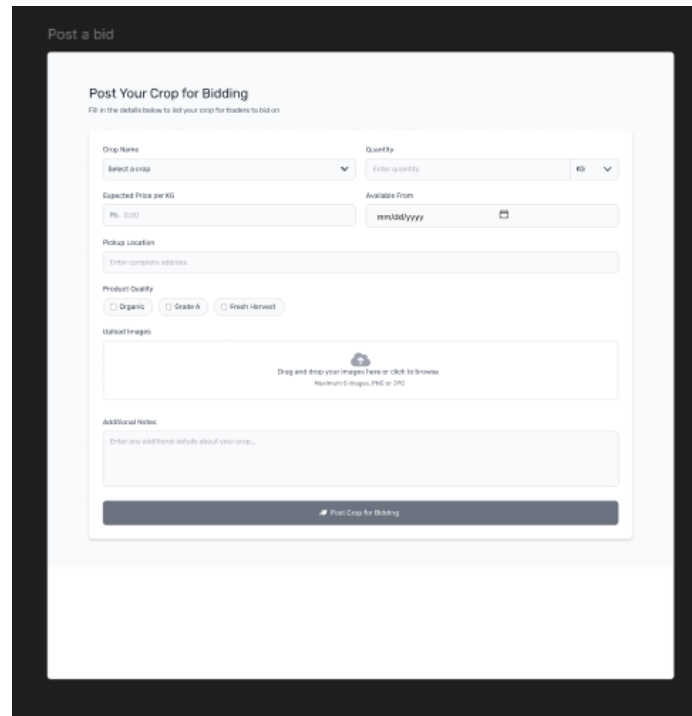 Post a bid
Post Your Crop for Bidding
Fill in the details below to list your crop for traders to bid on
Crop Name
Quantity
Select a crop
Enter quantity
KG
Expected Price per KG
Available From
Rs. 0.00
mm/dd/yyyy
Pickup Location
Enter complete address
Product Quality
Organic
Grade A
Fresh Harvest
Upload Images
Drag and drop your images here or click to browse
Maximum 5 images, PNG or JPG
Additional Notes
Enter any additional details about your crop...
Post Crop for Bidding